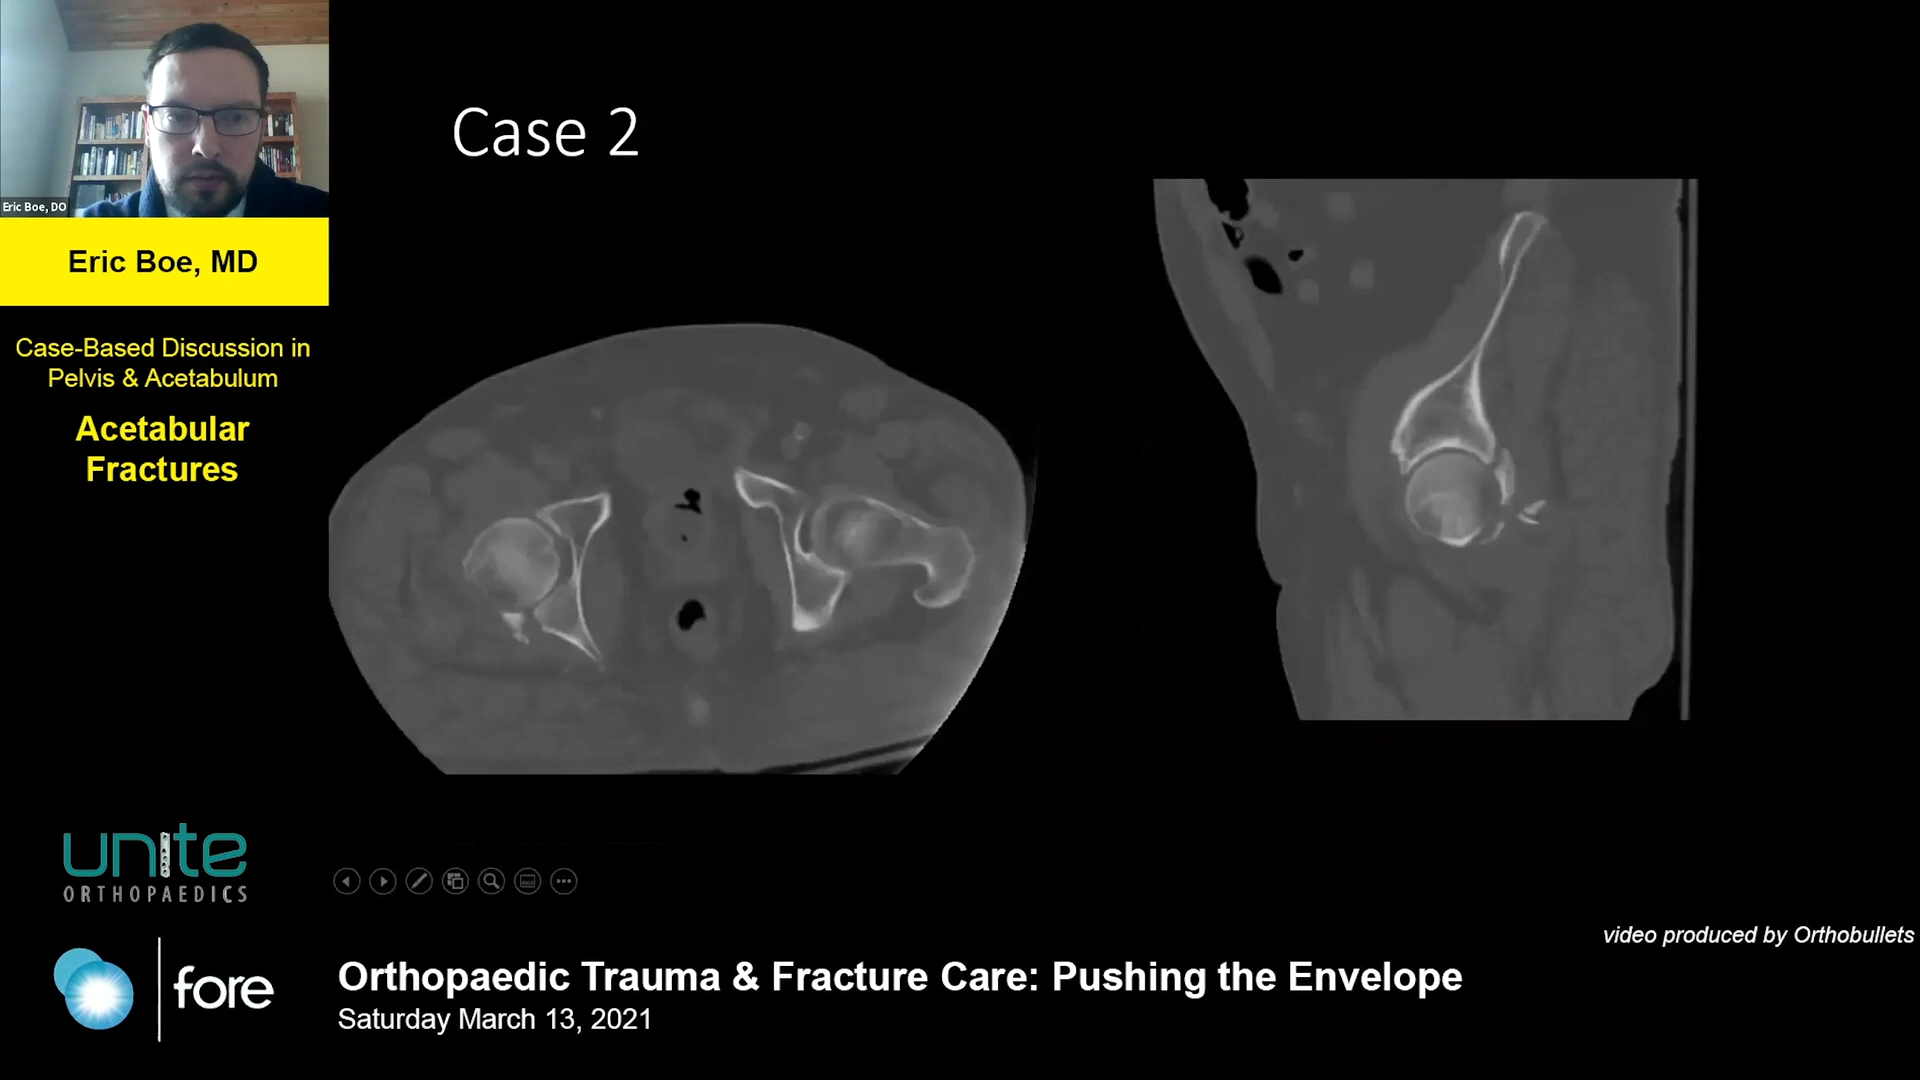 Eric Boe, DO
Eric Boe, MD
Case-Based Discussion in
Pelvis & Acetabulum
Acetabular
Fractures
Case 2
unite
ORTHOPAEDICS
fore
video produced by Orthobullets
Orthopaedic Trauma & Fracture Care: Pushing the Envelope
Saturday March 13, 2021